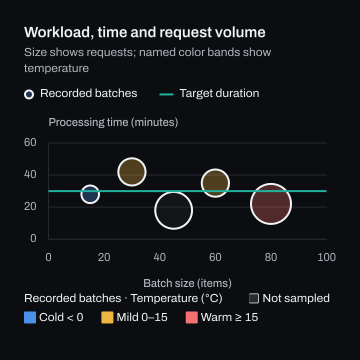 Workload, time and request volume
Size shows requests; named color bands show
temperature
Recorded batches Target duration
Processing time (minutes)
60
40
20
0
0 20 40 60 80 100
Batch size (items)
Recorded batches · Temperature (°C) Not sampled
Cold < 0 Mild 0–15 Warm ≥ 15